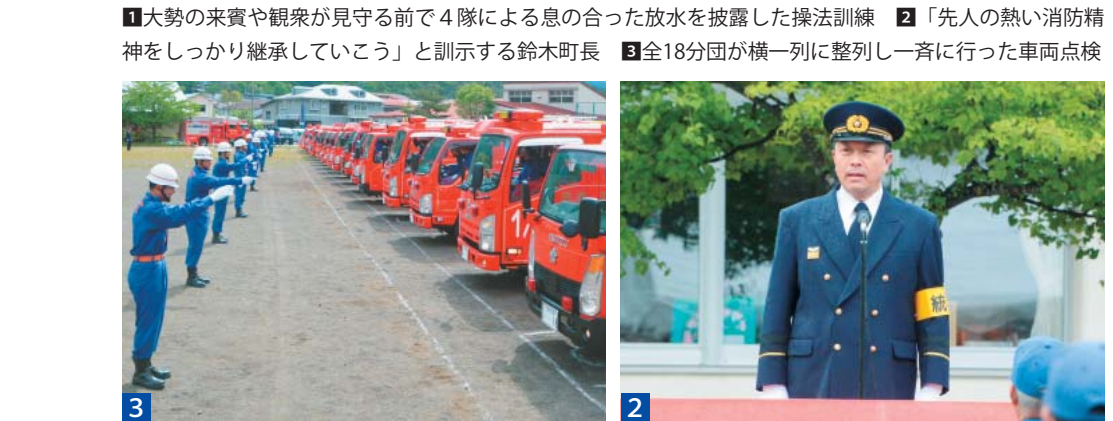 1大勢の来賓や観衆が見守る前で４隊による息の合った放水を披露した操法訓練　2「先人の熱い消防精
神をしっかり継承していこう」と訓示する鈴木町長　3全18分団が横一列に整列し一斉に行った車両点検
3
2
統